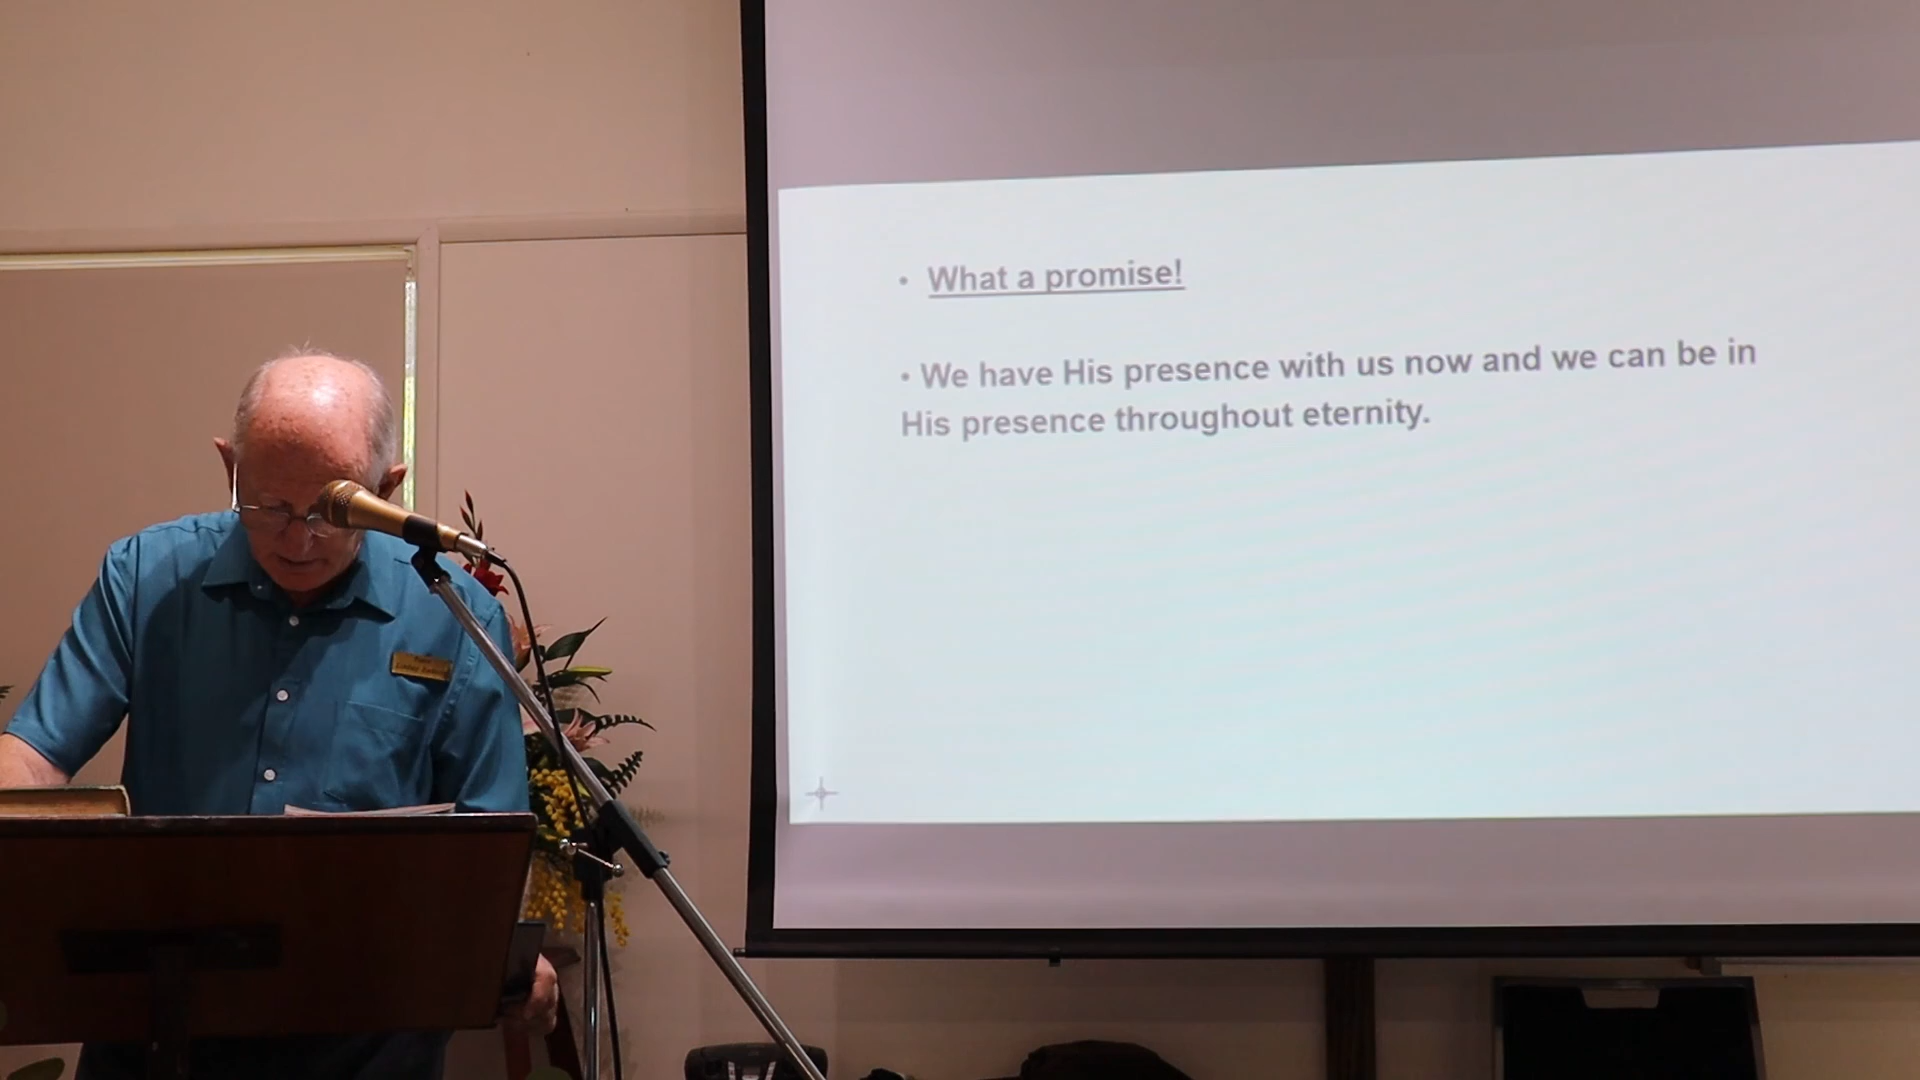 • What a promise!
• We have His presence with us now and we can be in
His presence throughout eternity.